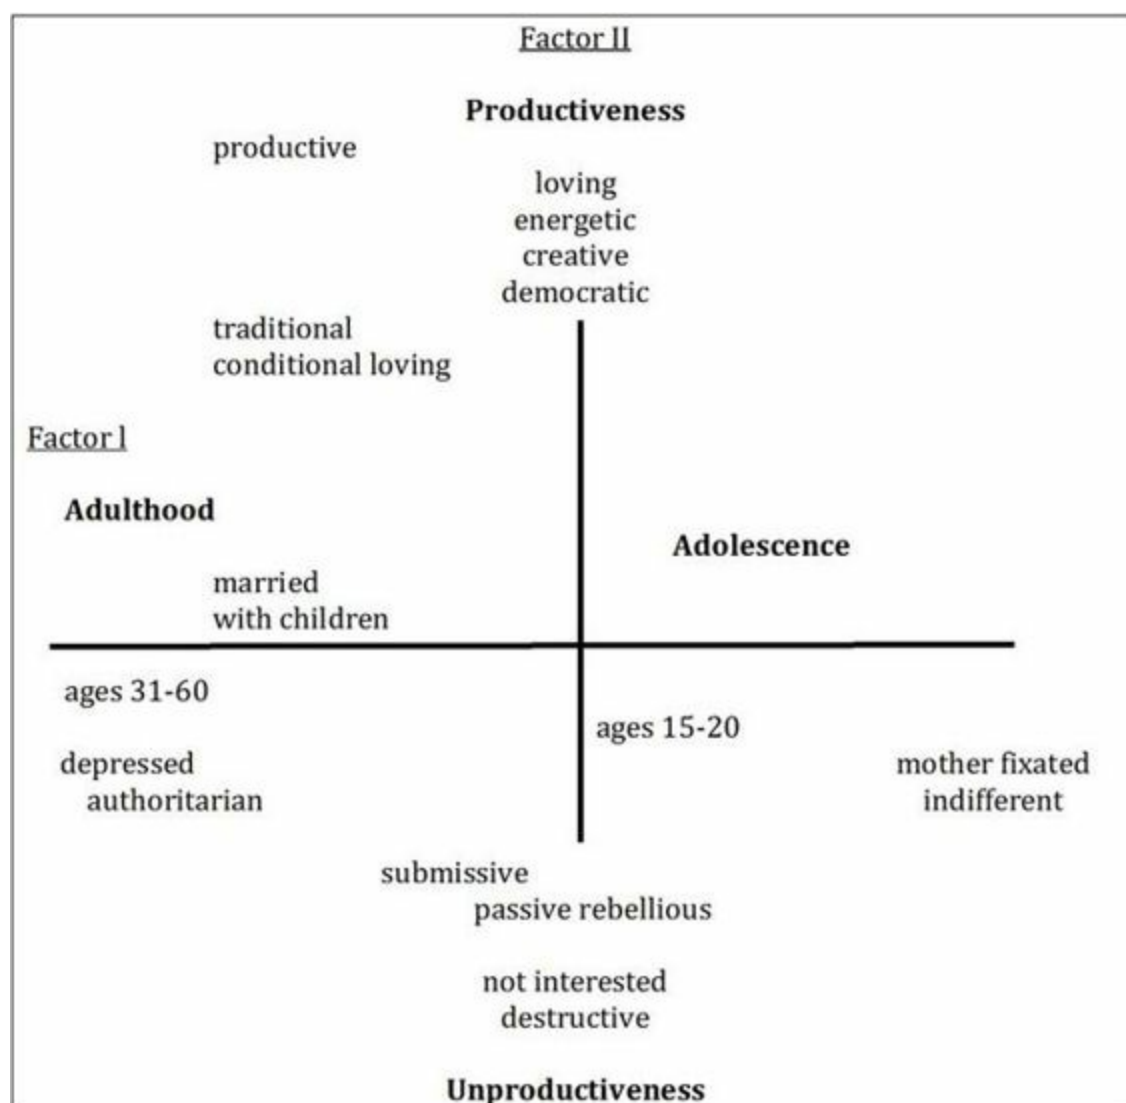 Factor II
Productiveness
productive
loving
energetic
creative
democratic
traditional
conditional loving
Factor l
Adulthood
Adolescence
married
with children
ages 31-60
ages 15-20
depressed
mother fixated
authoritarian
indifferent
submissive
passive rebellious
not interested
destructive
Unproductiveness